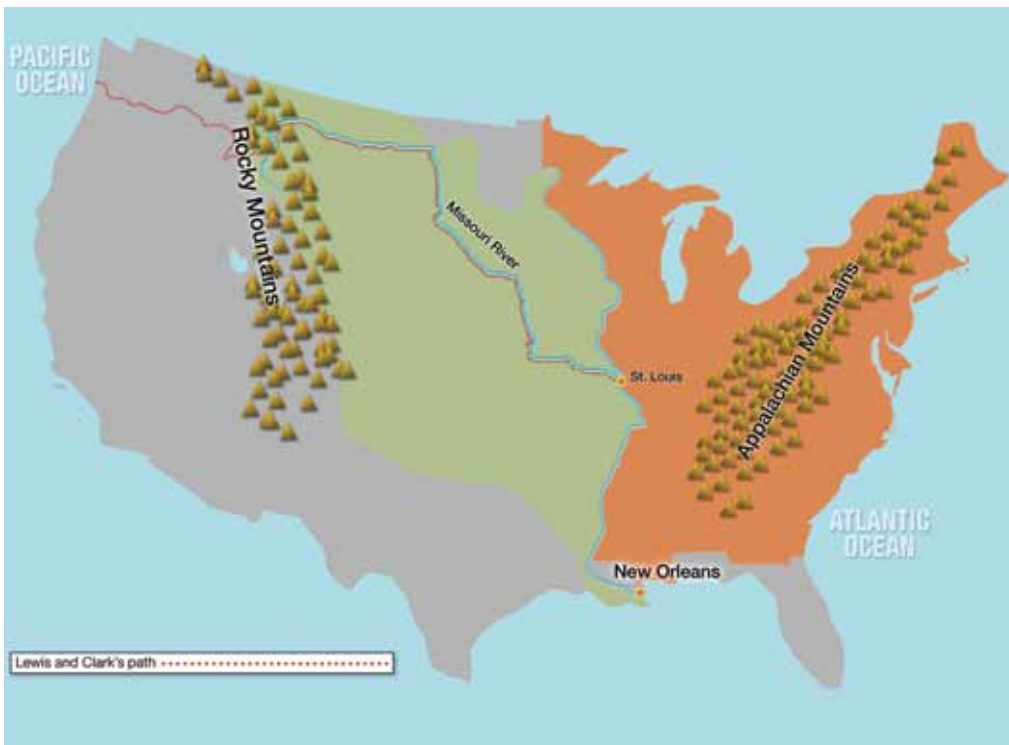 PACIFIC
OCEAN
Rocky Mountains
Missouri River
St. Louis
Appalachian Mountains
ATLANTIC
OCEAN
New Orleans
Lewis and Clark's path